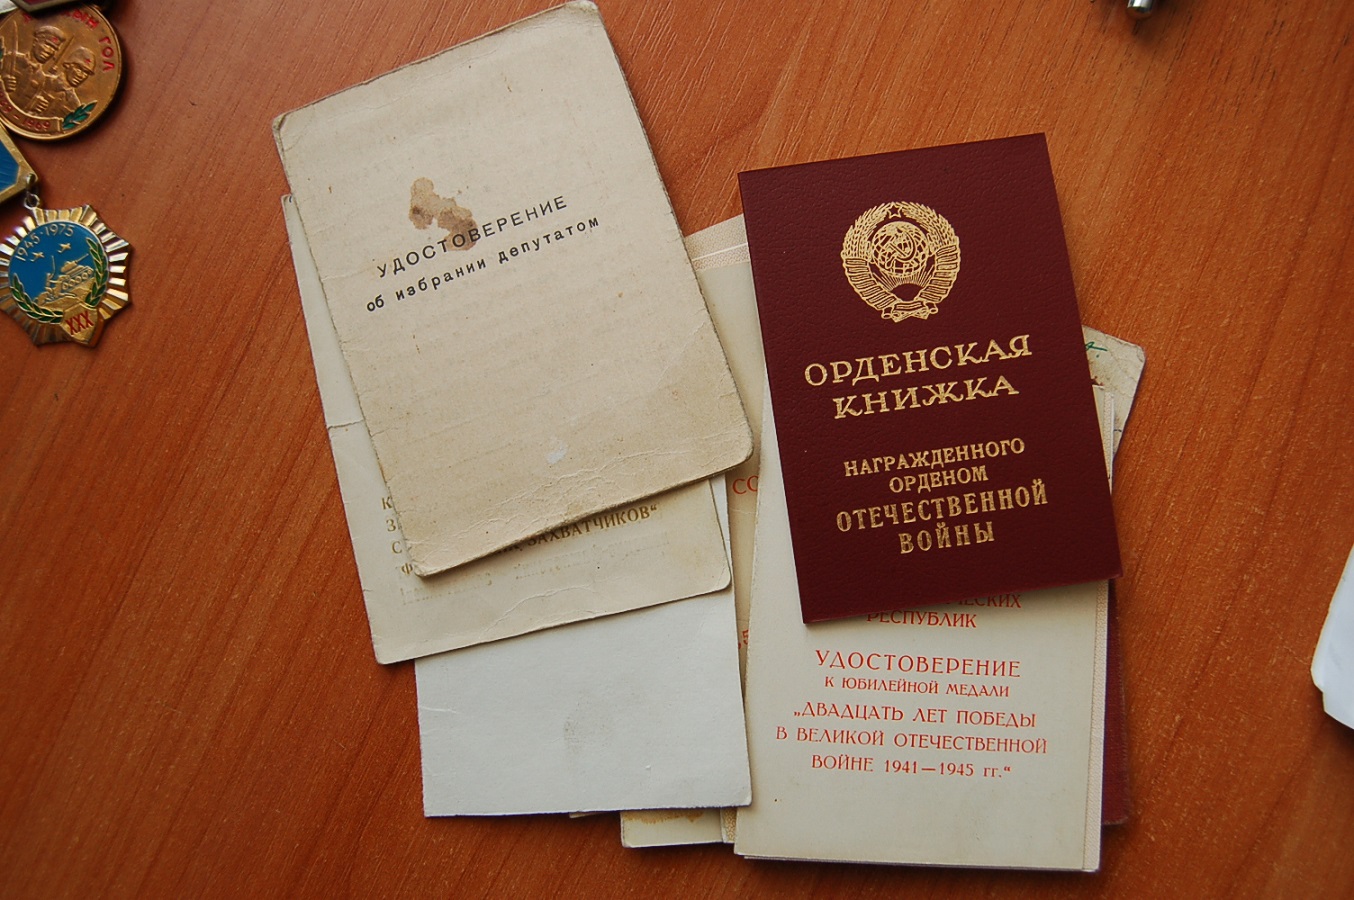 1945-1975
XXX
УДОСТОВЕРЕНИЕ
об избрании депутатом
ЗАХВАТЧИКОВ“
ОРДЕНСКАЯ
КНИЖКА
НАГРАЖДЕННОГО
ОРДЕНОМ
ОТЕЧЕСТВЕННОЙ
ВОЙНЫ
РЕСПУБЛИК
УДОСТОВЕРЕНИЕ
К ЮБИЛЕЙНОЙ МЕДАЛИ
„ДВАДЦАТЬ ЛЕТ ПОБЕДЫ
В ВЕЛИКОЙ ОТЕЧЕСТВЕННОЙ
ВОЙНЕ 1941—1945 гг.“